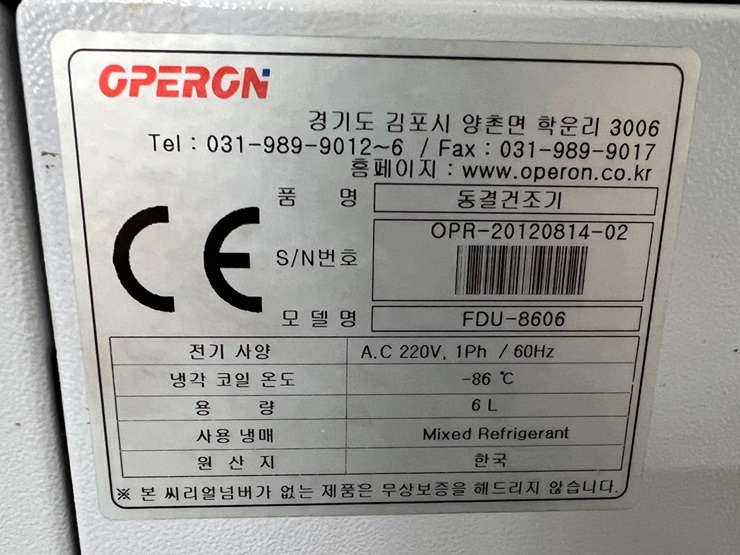 OPERON
경기도 김포시 양촌면 학운리 3006
Tel : 031-989-9012~6 / Fax : 031-989-9017
홈페이지 : www.operon.co.kr
품 명 동결건조기
S/N번호 OPR-20120814-02
모델명 FDU-8606
전기 사양 A.C 220V, 1Ph / 60Hz
냉각 코일 온도 -86 ℃
용 량 6 L
사용 냉매 Mixed Refrigerant
원 산 지 한국
※ 본 씨리얼넘버가 없는 제품은 무상보증을 해드리지 않습니다.
CE